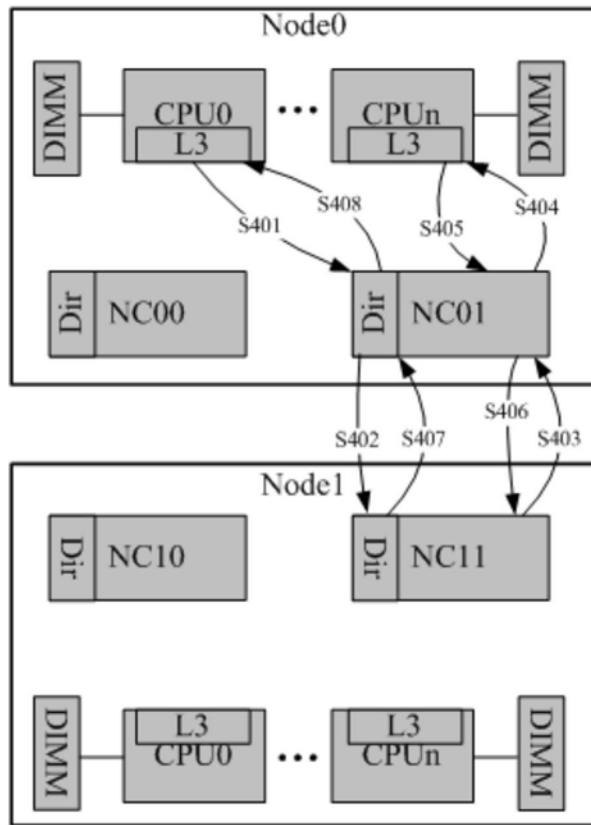 Node0
DIMM CPU0 ••• CPUn DIMM
L3 L3
S401 S408 S405 S404
Dir NC00 Dir NC01
S402 S407 S406 S403
Node1
Dir NC10 Dir NC11
DIMM L3 L3 DIMM
CPU0 ••• CPUn